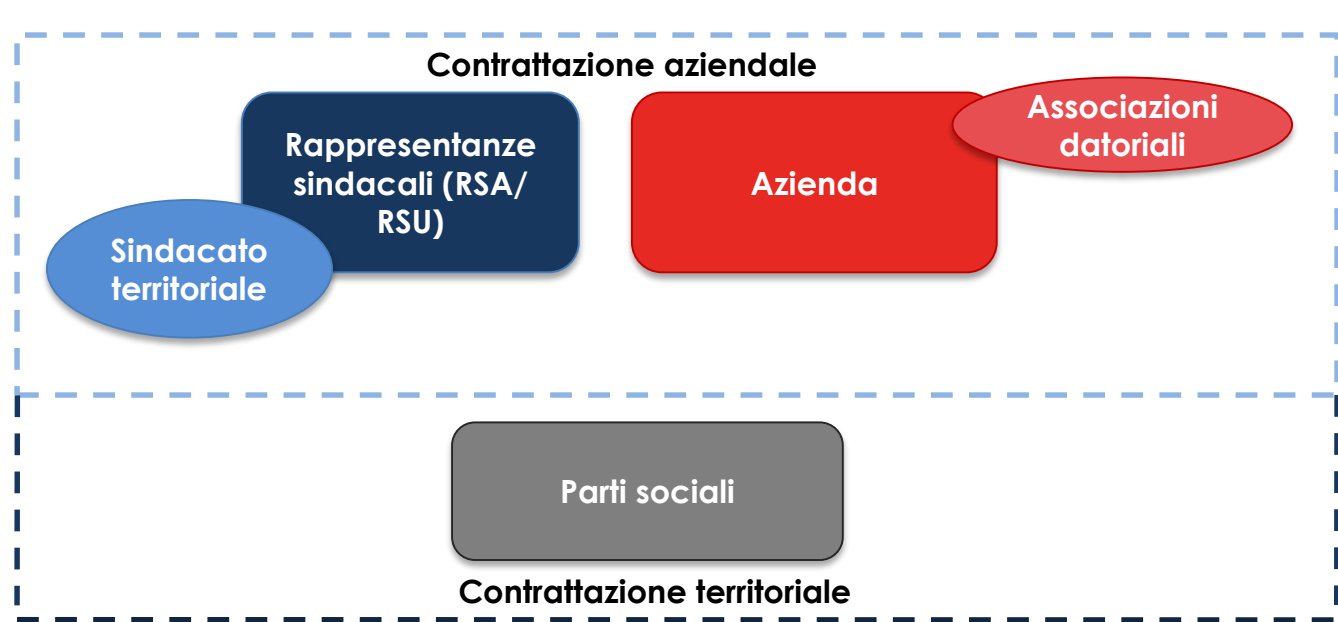 Contrattazione aziendale
Rappresentanze
sindacali (RSA/
RSU)
Azienda
Associazioni
datoriali
Sindacato
territoriale
Parti sociali
Contrattazione territoriale